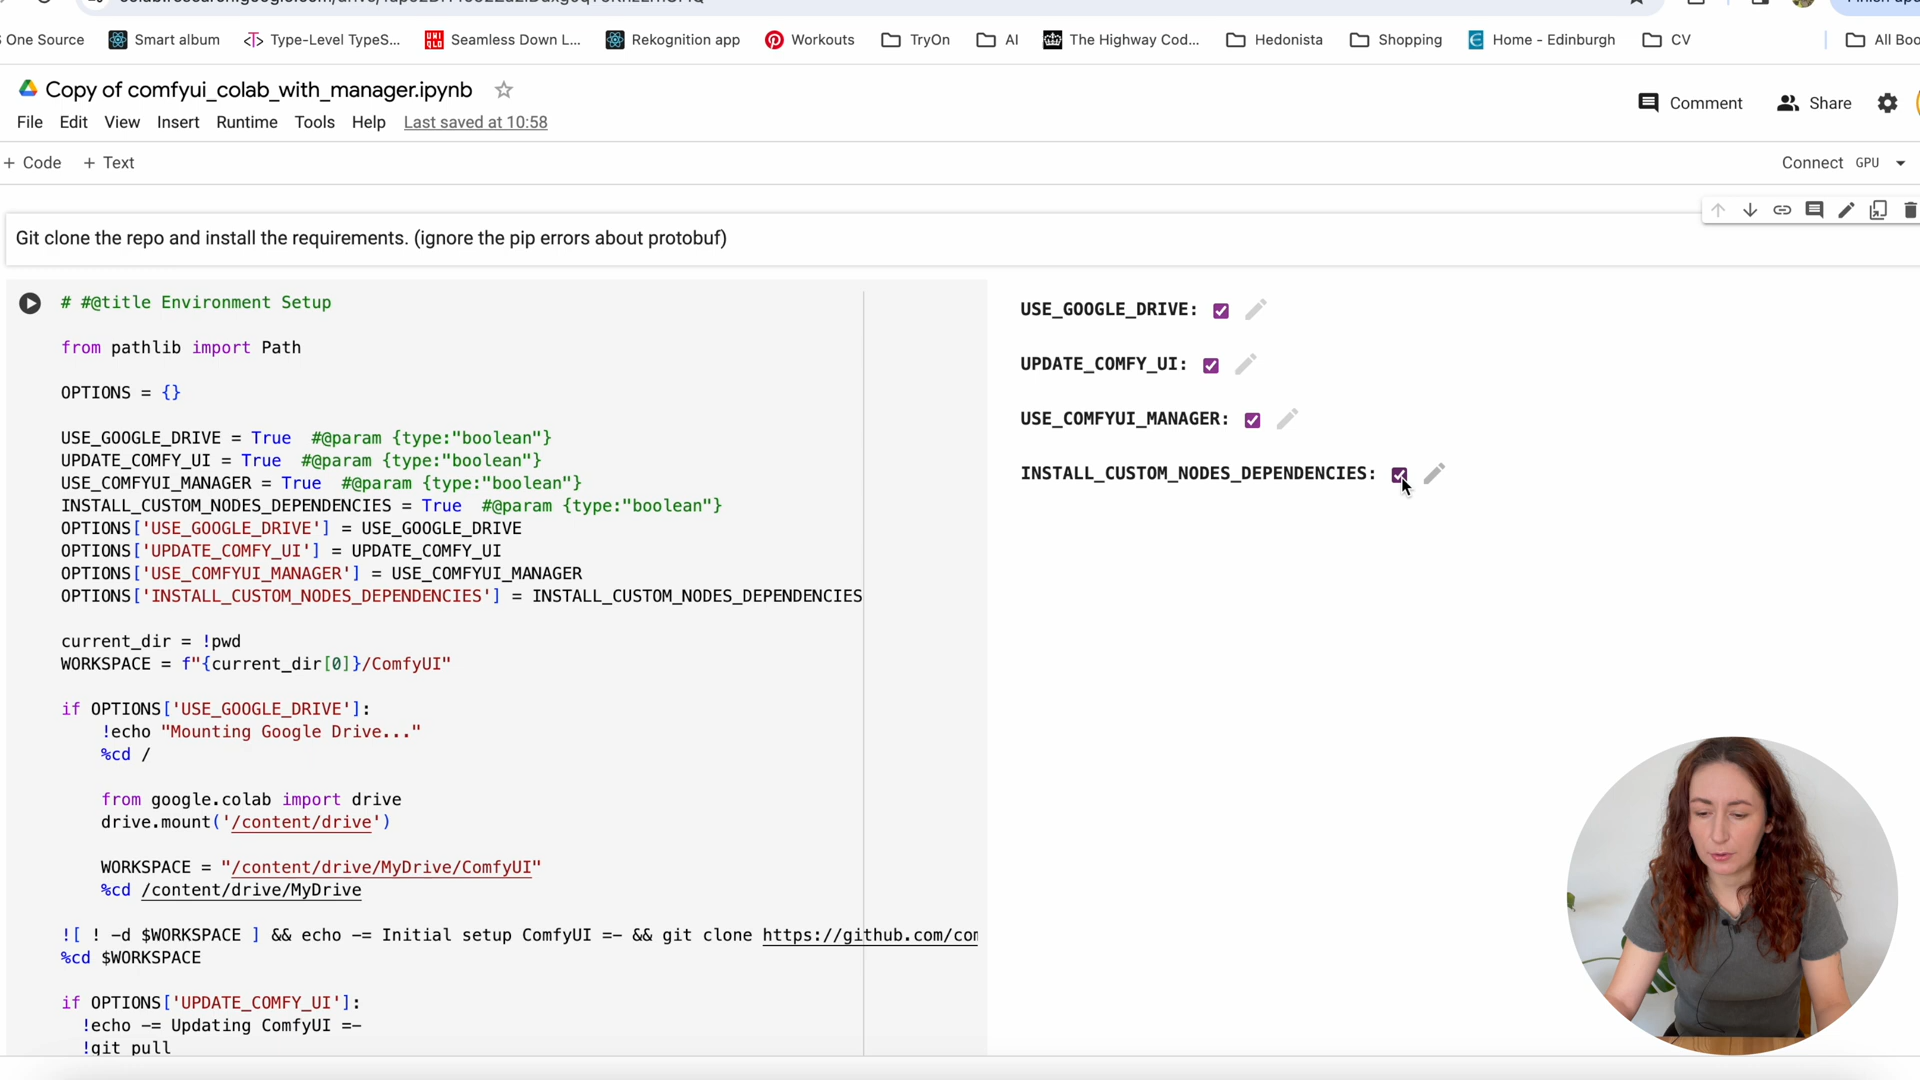 One Source
Smart album
Type-Level TypeS...
Seamless Down L...
Rekognition app
Workouts
TryOn
AI
The Highway Cod...
Hedonista
Shopping
Home - Edinburgh
CV
All Boo
Copy of comfyui_colab_with_manager.ipynb
File Edit View Insert Runtime Tools Help Last saved at 10:58
Comment Share
+ Code + Text
Connect GPU
Git clone the repo and install the requirements. (ignore the pip errors about protobuf)
# #@title Environment Setup
from pathlib import Path
OPTIONS = {}
USE_GOOGLE_DRIVE = True #@param {type:"boolean"}
UPDATE_COMFY_UI = True #@param {type:"boolean"}
USE_COMFYUI_MANAGER = True #@param {type:"boolean"}
INSTALL_CUSTOM_NODES_DEPENDENCIES = True #@param {type:"boolean"}
OPTIONS['USE_GOOGLE_DRIVE'] = USE_GOOGLE_DRIVE
OPTIONS['UPDATE_COMFY_UI'] = UPDATE_COMFY_UI
OPTIONS['USE_COMFYUI_MANAGER'] = USE_COMFYUI_MANAGER
OPTIONS['INSTALL_CUSTOM_NODES_DEPENDENCIES'] = INSTALL_CUSTOM_NODES_DEPENDENCIES
current_dir = !pwd
WORKSPACE = f"{current_dir[0]}/ComfyUI"
if OPTIONS['USE_GOOGLE_DRIVE']:
!echo "Mounting Google Drive..."
%cd /
from google.colab import drive
drive.mount('/content/drive')
WORKSPACE = "/content/drive/MyDrive/ComfyUI"
%cd /content/drive/MyDrive
![ ! -d $WORKSPACE ] && echo -= Initial setup ComfyUI =- && git clone https://github.com/com
%cd $WORKSPACE
if OPTIONS['UPDATE_COMFY_UI']:
!echo -= Updating ComfyUI =-
!git pull
USE_GOOGLE_DRIVE:
UPDATE_COMFY_UI:
USE_COMFYUI_MANAGER:
INSTALL_CUSTOM_NODES_DEPENDENCIES: